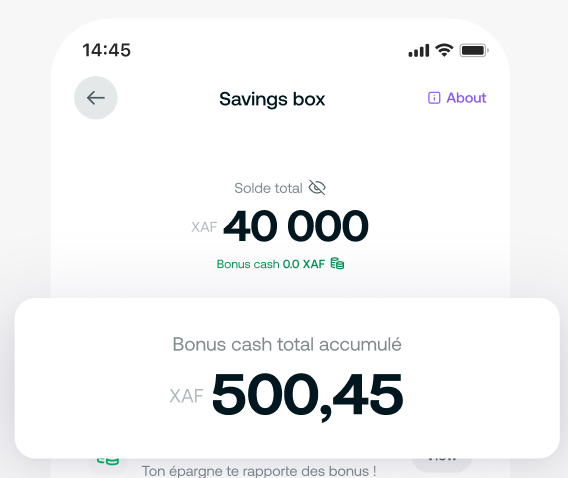 14:45
Savings box
About
Solde total
XAF 40 000
Bonus cash 0.0 XAF
Bonus cash total accumulé
XAF 500,45
Ton épargne te rapporte des bonus !